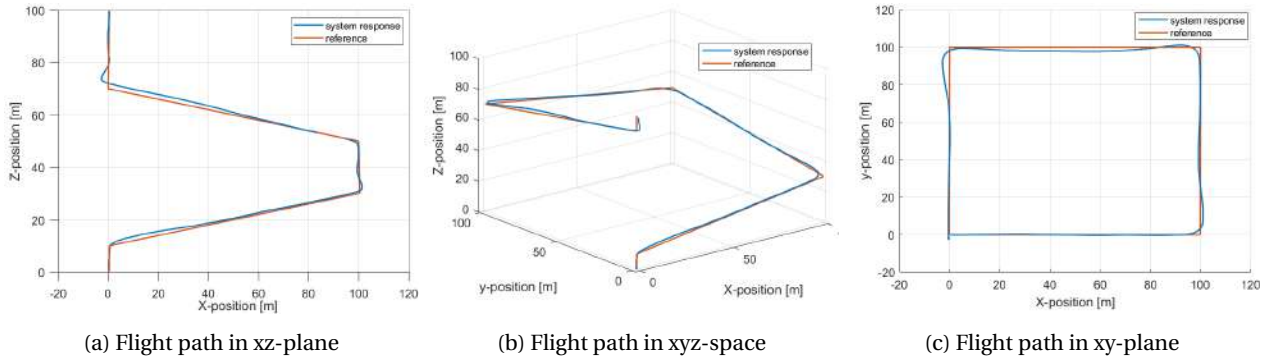 100
80
60
40
20
0
Z-position [m]
-20
0
20
40
60
80
100
120
X-position [m]
system response
reference
(a) Flight path in xz-plane
100
80
60
40
20
0
Z-position [m]
100
50
0
y-position [m]
0
50
X-position [m]
system response
reference
(b) Flight path in xyz-space
120
100
80
60
40
20
0
-20
y-position [m]
-20
0
20
40
60
80
100
120
X-position [m]
system response
reference
(c) Flight path in xy-plane